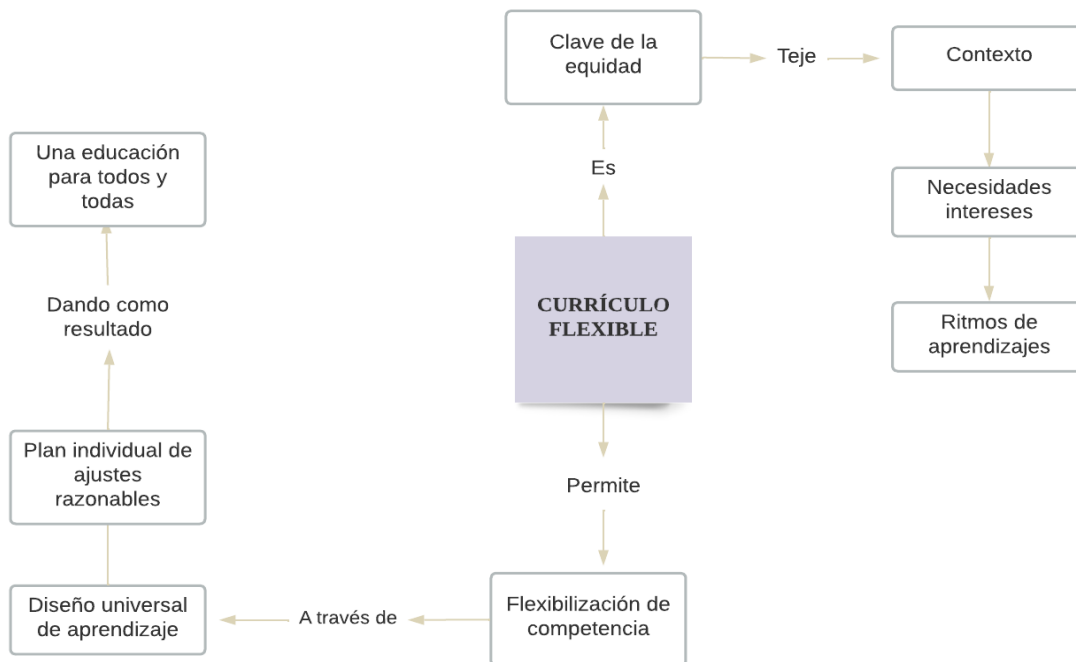 Clave de la
equidad
Teje
Contexto
Una educación
para todos y
todas
Es
Necesidades
intereses
CURRÍCULO
FLEXIBLE
Dando como
resultado
Ritmos de
aprendizajes
Plan individual de
ajustes
razonables
Permite
Diseño universal
de aprendizaje
A través de
Flexibilización de
competencia